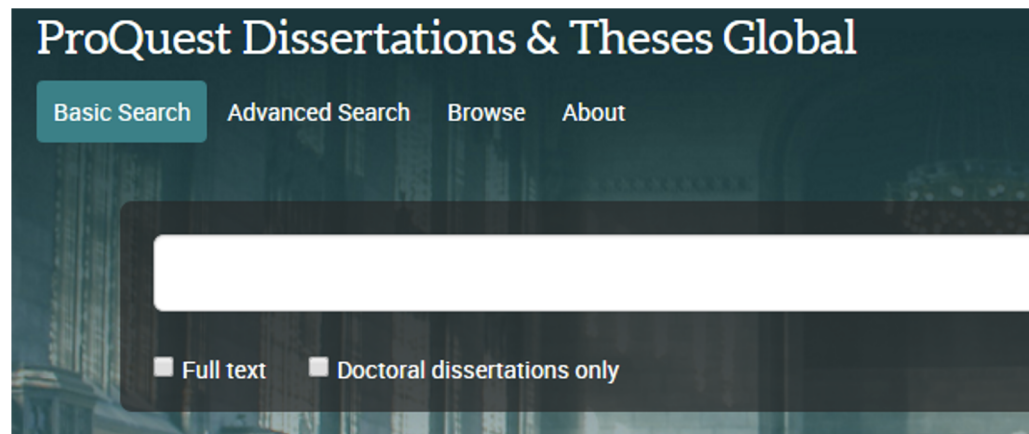 ProQuest Dissertations & Theses Global
Basic Search Advanced Search Browse About
Full text Doctoral dissertations only